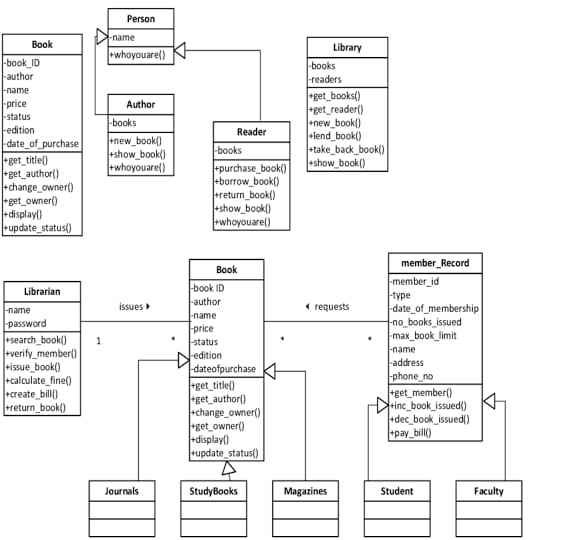 Person
-name
+whoyouare()
Book
-book_ID
-author
-name
-price
-status
-edition
-date_of_purchase
+get_title()
+get_author()
+change_owner()
+get_owner()
+display()
+update_status()
Author
-books
+new_book()
+show_book()
+whoyouare()
Reader
-books
+purchase_book()
+borrow_book()
+return_book()
+show_book()
+whoyouare()
Library
-books
-readers
+get_books()
+get_reader()
+new_book()
+lend_book()
+take_back_book()
+show_book()
Librarian
-name
-password
+search_book()
+verify_member()
+issue_book()
+calculate_fine()
+create_bill()
+return_book()
issues
1
*
Book
-book ID
-author
-name
-price
-status
-edition
-dateofpurchase
+get_title()
+get_author()
+change_owner()
+get_owner()
+display()
+update_status()
requests
*
*
member_Record
-member_id
-type
-date_of_membership
-no_books_issued
-max_book_limit
-name
-address
-phone_no
+get_member()
+inc_book_issued()
+dec_book_issued()
+pay_bill()
Journals
StudyBooks
Magazines
Student
Faculty